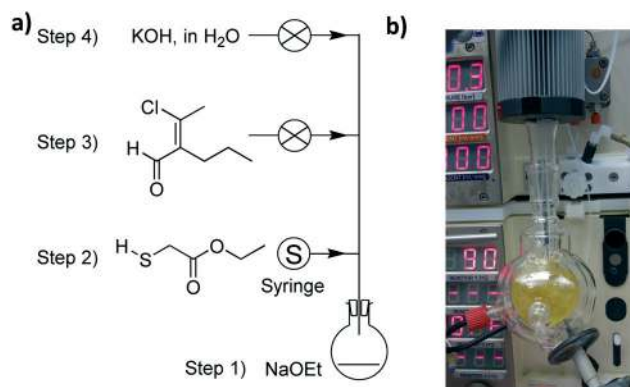 a)
Step 4) KOH, in H₂O
Cl
Step 3)
H
O
H
O
Step 2)
S
O
S
Syringe
Step 1) NaOEt
b)
03
00
00
90